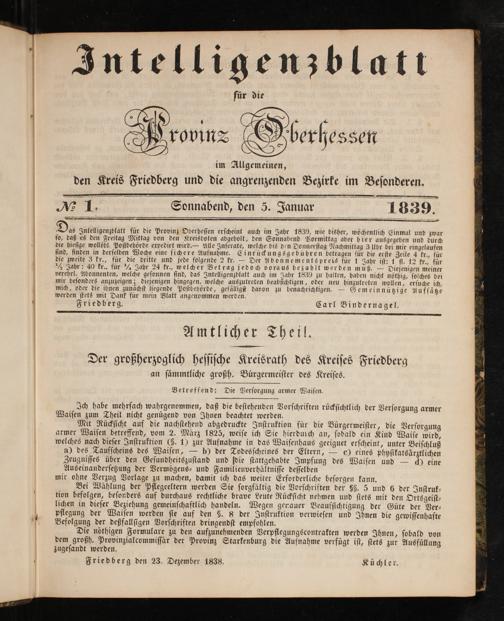 Intelligenzblatt
für die
Provinz Oberhessen
im Allgemeinen,
den Kreis Friedberg und die angrenzenden Bezirke im Besonderen.
№ 1. Sonnabend, den 5. Januar 1839.
Das Intelligenzblatt für die Provinz Oberhessen erscheint auch im Jahr 1839, wie bisher, wöchentlich Einmal und zwar
so, daß es den Freitag Mittag von den Kreisboten abgeholt, den Sonnabend Vormittag aber hier ausgegeben und durch
die hiesige wohllöbl. Postbehörde expedirt wird. — Alle Inserate, welche bis den Donnerstag Nachmittag 3 Uhr bei mir eingelaufen
sind, finden in derselben Woche eine sichere Aufnahme. Einrückungsgebühren betragen für die erste Zeile 4 kr., für
die zweite 3 kr., für die dritte und jede folgende 2 kr. — Der Abonnementspreis für 1 Jahr ist: 1 fl. 12 kr., für
½ Jahr: 40 kr., für ¼ Jahr 24 kr., welcher Betrag jedoch voraus bezahlt werden muß. — Diejenigen meiner
verehrl. Abonnenten, welche gesonnen sind, das Intelligenzblatt auch im Jahr 1839 zu halten, haben nicht nöthig, solches bei
mir besonders anzuzeigen; diejenigen hingegen, welche auszutreten beabsichtigen, oder neu hinzutreten wollen, ersuche ich,
mich, oder die ihnen zunächst liegende Postbehörde, gefälligst davon zu benachrichtigen. — Gemeinnützige Aufsätze
werden stets mit Dank für mein Blatt angenommen werden.
Friedberg. Carl Bindernagel.
Amtlicher Theil.
Der großherzoglich hessische Kreisrath des Kreises Friedberg
an sämmtliche großh. Bürgermeister des Kreises.
Betreffend: Die Versorgung armer Waisen.
Ich habe mehrfach wahrgenommen, daß die bestehenden Vorschriften rücksichtlich der Versorgung armer
Waisen zum Theil nicht genügend von Ihnen beachtet werden.
Mit Rücksicht auf die nachstehend abgedruckte Instruktion für die Bürgermeister, die Versorgung
armer Waisen betreffend, vom 2. März 1825, weise ich Sie hierdurch an, sobald ein Kind Waise wird,
welches nach dieser Instruktion (§. 1) zur Aufnahme in das Waisenhaus geeignet erscheint, unter Beischluß
a) des Taufscheins des Waisen, — b) der Todesscheine der Eltern, — c) eines physikatsärztlichen
Zeugnisses über den Gesundheitszustand und die stattgehabte Impfung des Waisen und — d) eine
Auseinandersetzung der Vermögens- und Familienverhältnisse desselben
mir ohne Verzug Vorlage zu machen, damit ich das weiter Erforderliche besorgen kann.
Bei Wählung der Pflegeeltern werden Sie sorgfältig die Vorschriften der §§. 5 und 6 der Instruk-
tion befolgen, besonders auf durchaus rechtliche brave Leute Rücksicht nehmen und stets mit den Ortsgeist-
lichen in dieser Beziehung gemeinschaftlich handeln. Wegen genauer Beaufsichtigung der Güte der Ver-
pflegung der Waisen werden sie auf den §. 8 der Instruktion verwiesen und Ihnen die gewissenhafte
Befolgung der desfallsigen Vorschriften dringendst empfohlen.
Die nöthigen Formulare zu den aufzunehmenden Verpflegungscontrakten werden Ihnen, sobald von
dem großh. Provinzialcommissär der Provinz Starkenburg die Aufnahme verfügt ist, stets zur Ausfüllung
zugesandt werden.
Friedberg den 23. Dezember 1838. Küchler.